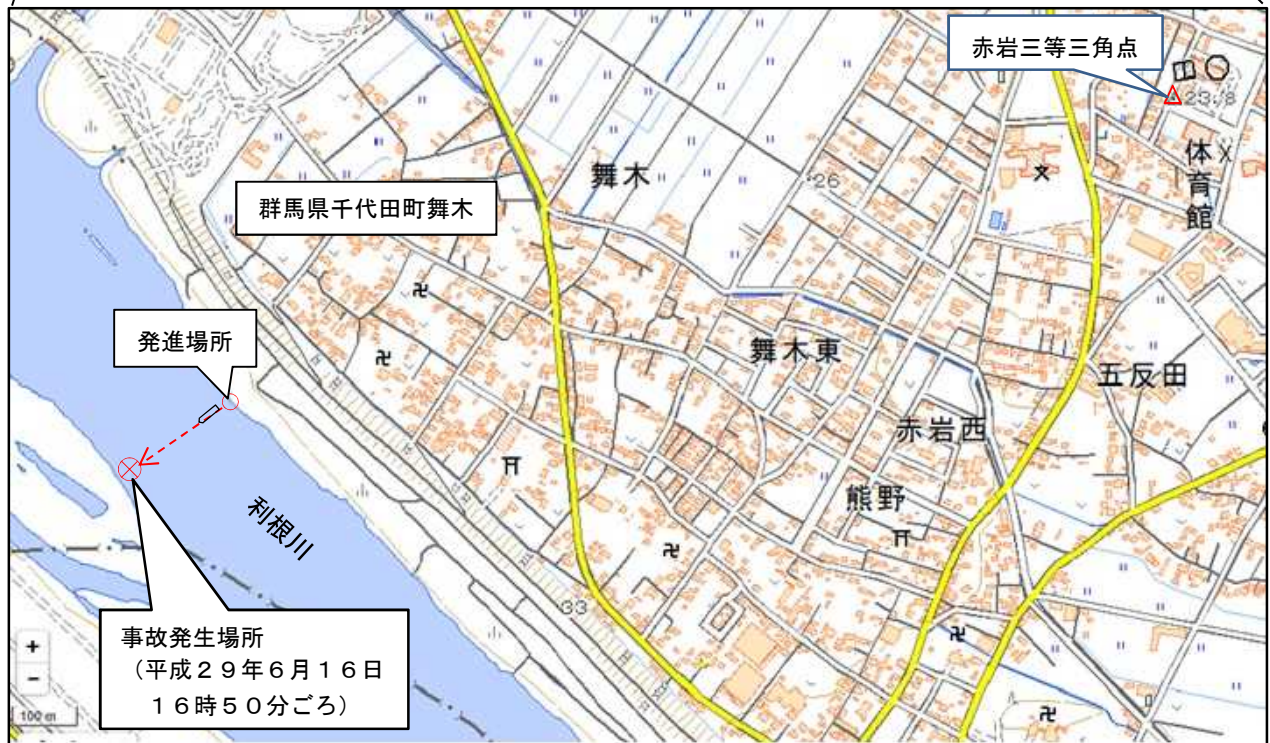 赤岩三等三角点
23.8
体育館
舞木
26
群馬県千代田町舞木
発進場所
舞木東
五反田
赤岩西
熊野
利根川
33
事故発生場所
（平成２９年６月１６日
１６時５０分ごろ）
+
−
100 m